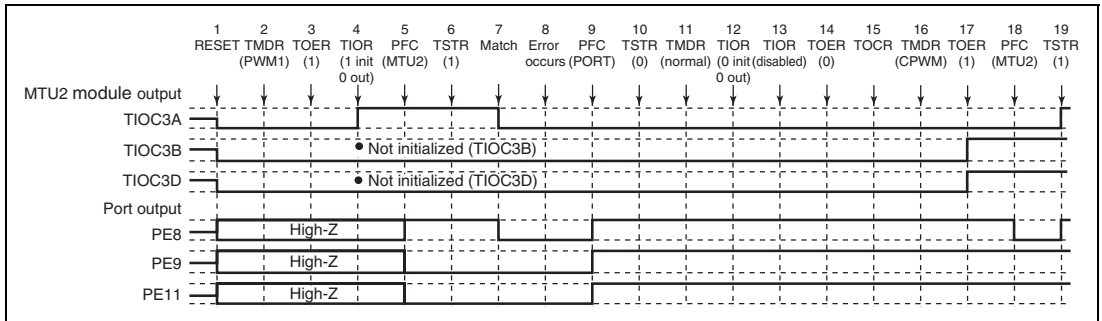 1 2 3 4 5 6 7 8 9 10 11 12 13 14 15 16 17 18 19
RESET TMDR TOER TIOR PFC TSTR Match Error PFC TSTR TMDR TIOR TIOR TOER TOCR TMDR TOER PFC TSTR
(PWM1) (1) (1 init (MTU2) (1) occurs (PORT) (0) (normal) (0 init (disabled) (0) (CPWM) (1) (MTU2) (1)
0 out) 0 out)
MTU2 module output
TIOC3A
TIOC3B • Not initialized (TIOC3B)
TIOC3D • Not initialized (TIOC3D)
Port output
PE8 High-Z
PE9 High-Z
PE11 High-Z